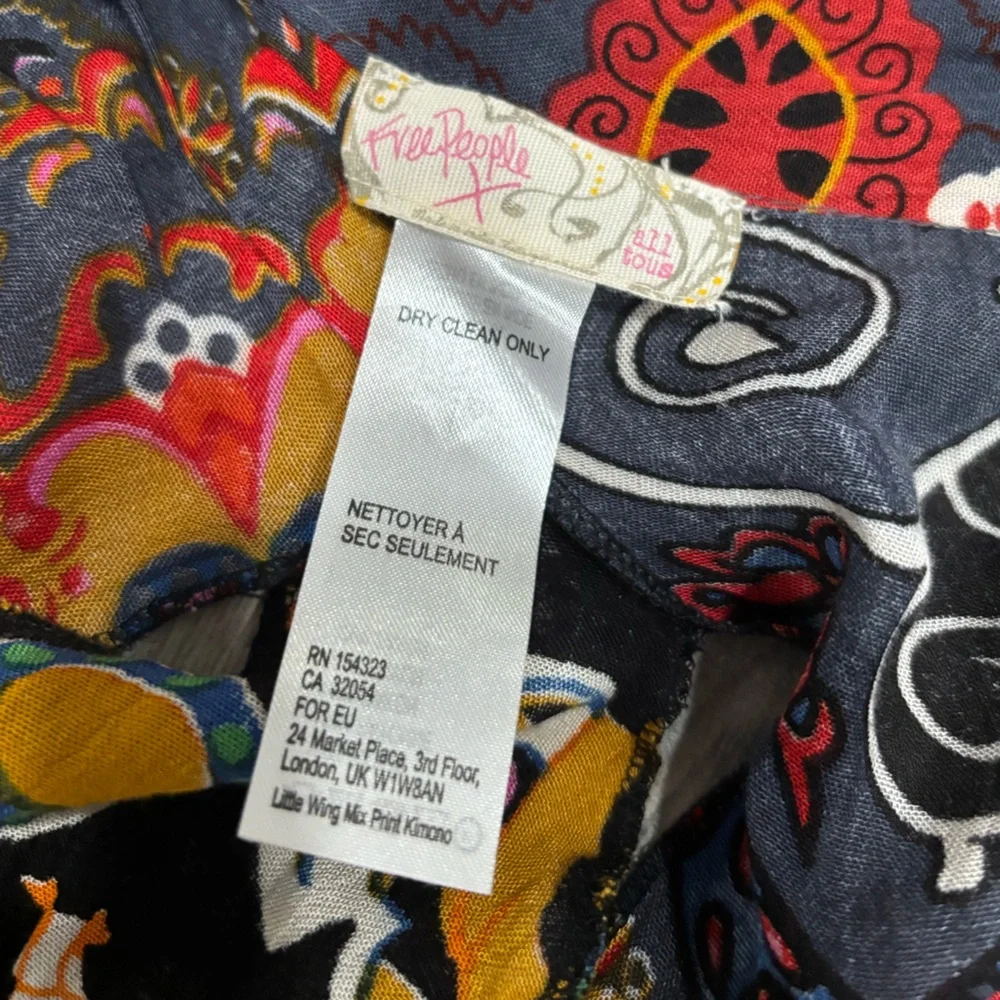 Free People
X
all
tous
DRY CLEAN ONLY
NETTOYER À
SEC SEULEMENT
RN 154323
CA 32054
FOR EU
24 Market Place, 3rd Floor,
London, UK W1W8AN
Little Wing Mix Print Kimono